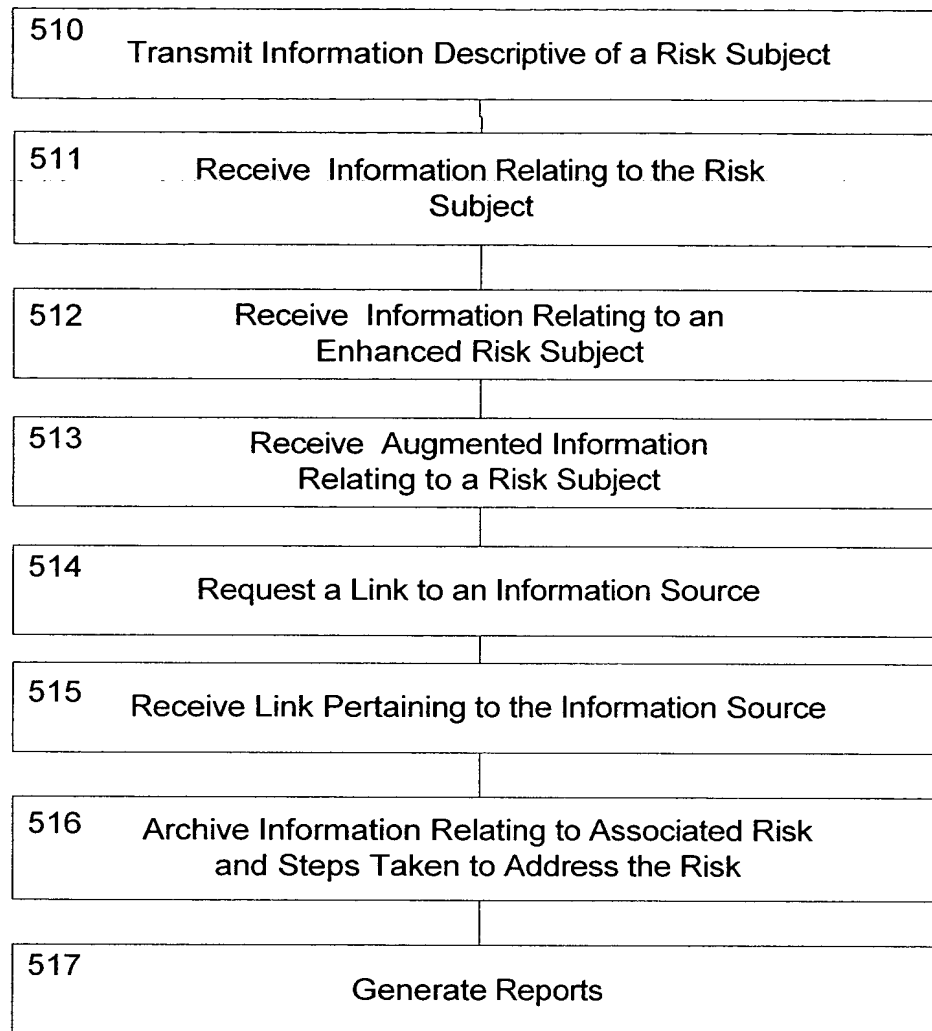 510
Transmit Information Descriptive of a Risk Subject
511
Receive Information Relating to the Risk
Subject
512
Receive Information Relating to an
Enhanced Risk Subject
513
Receive Augmented Information
Relating to a Risk Subject
514
Request a Link to an Information Source
515
Receive Link Pertaining to the Information Source
516
Archive Information Relating to Associated Risk
and Steps Taken to Address the Risk
517
Generate Reports